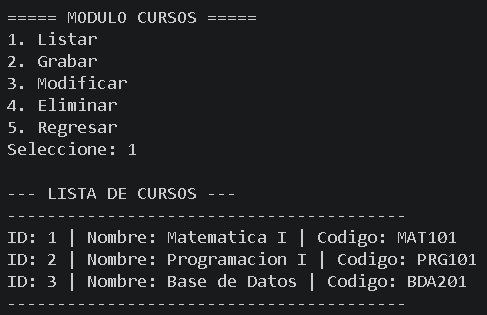 ===== MODULO CURSOS =====
1. Listar
2. Grabar
3. Modificar
4. Eliminar
5. Regresar
Seleccione: 1
--- LISTA DE CURSOS ---
----------------------------------------
ID: 1 | Nombre: Matematica I | Codigo: MAT101
ID: 2 | Nombre: Programacion I | Codigo: PRG101
ID: 3 | Nombre: Base de Datos | Codigo: BDA201
----------------------------------------